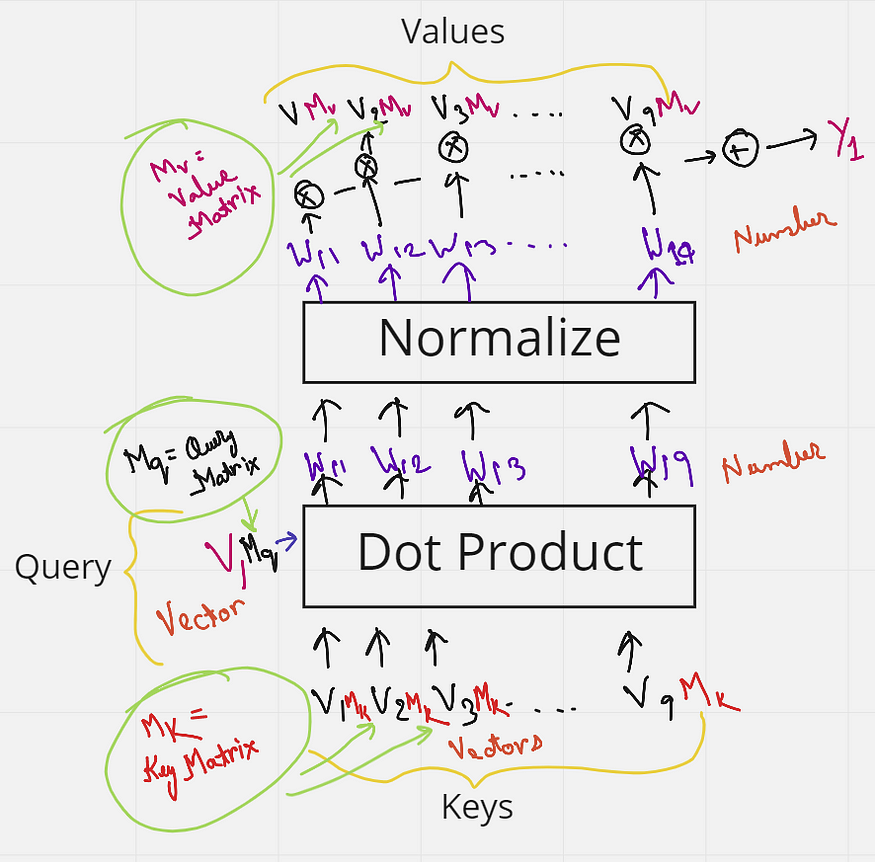 Values
V Mv V2Mv V3Mv ..... V9Mv
Mv =
Value
Matrix
Y1
.....
W11 W12 W13 ..... W19
Number
Normalize
Mq = Query
Matrix
W11 W12 W13 W19
Number
Query
V1Mq
Dot Product
Vector
V1Mk V2Mk V3Mk . ... V9Mk
MK =
Key Matrix
Vectors
Keys